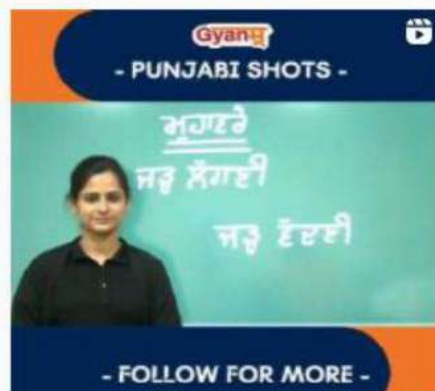 Gyanਮੂ
- PUNJABI SHOTS -
ਮੁਹਾਵਰੇ
ਜੜ੍ਹ ਲੱਗਣੀ
ਜੜ੍ਹ ਵੱਢਣੀ
- FOLLOW FOR MORE -